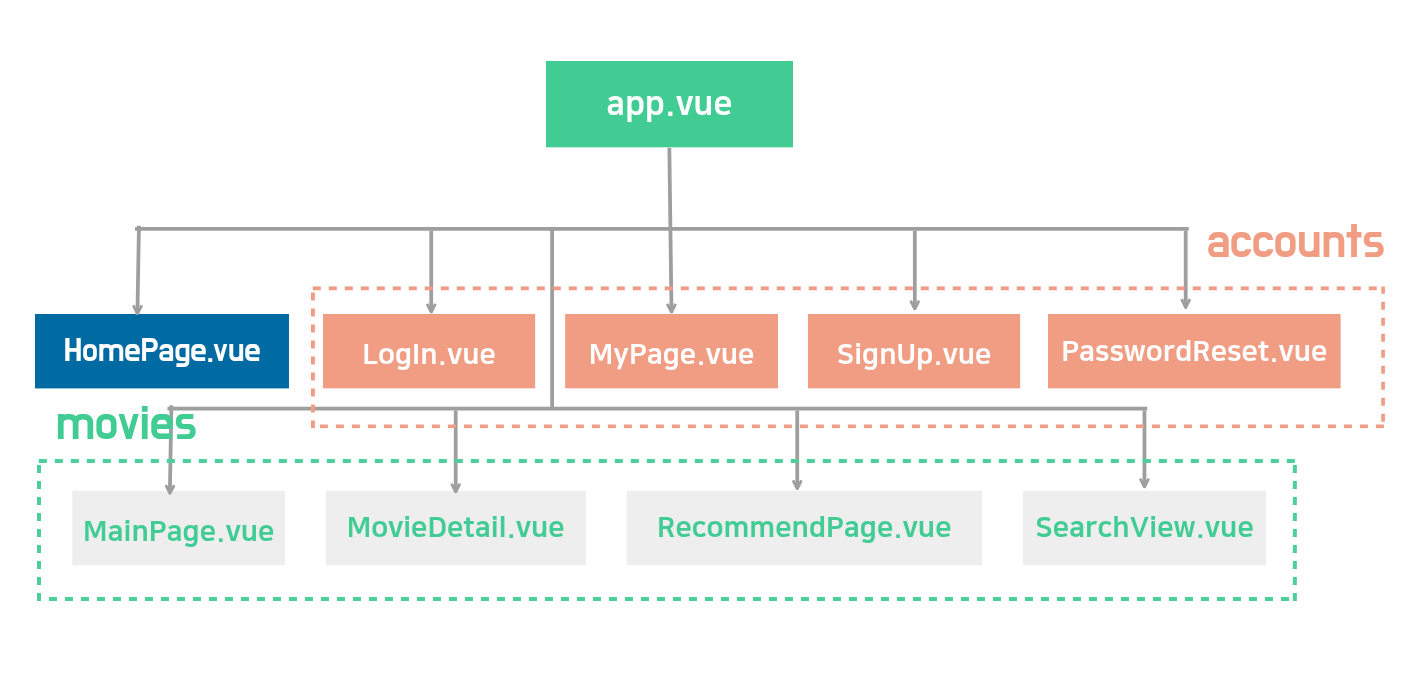 app.vue
accounts
HomePage.vue
LogIn.vue
MyPage.vue
SignUp.vue
PasswordReset.vue
movies
MainPage.vue
MovieDetail.vue
RecommendPage.vue
SearchView.vue